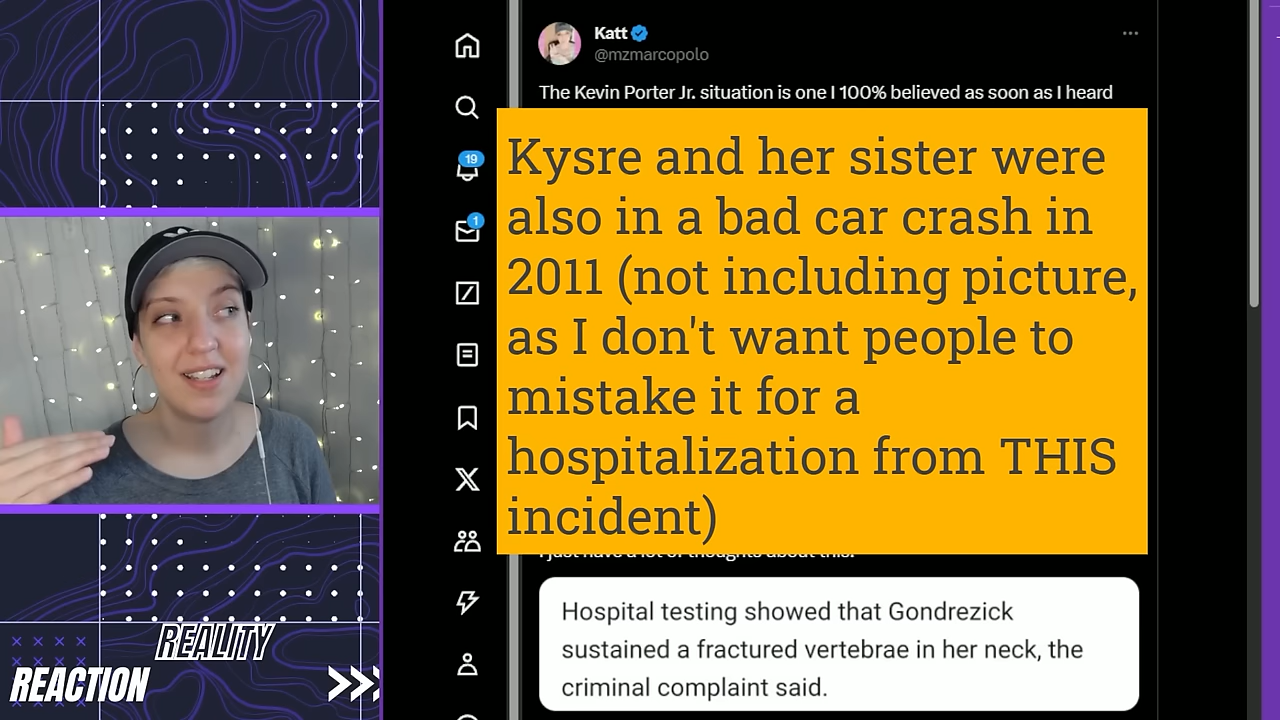 Katt
@mzmarcopolo
The Kevin Porter Jr. situation is one I 100% believed as soon as I heard
Kysre and her sister were
also in a bad car crash in
2011 (not including picture,
as I don't want people to
mistake it for a
hospitalization from THIS
incident)
I just have a lot of thoughts about this.
Hospital testing showed that Gondrezick
sustained a fractured vertebrae in her neck, the
criminal complaint said.
19
1
REALITY
REACTION